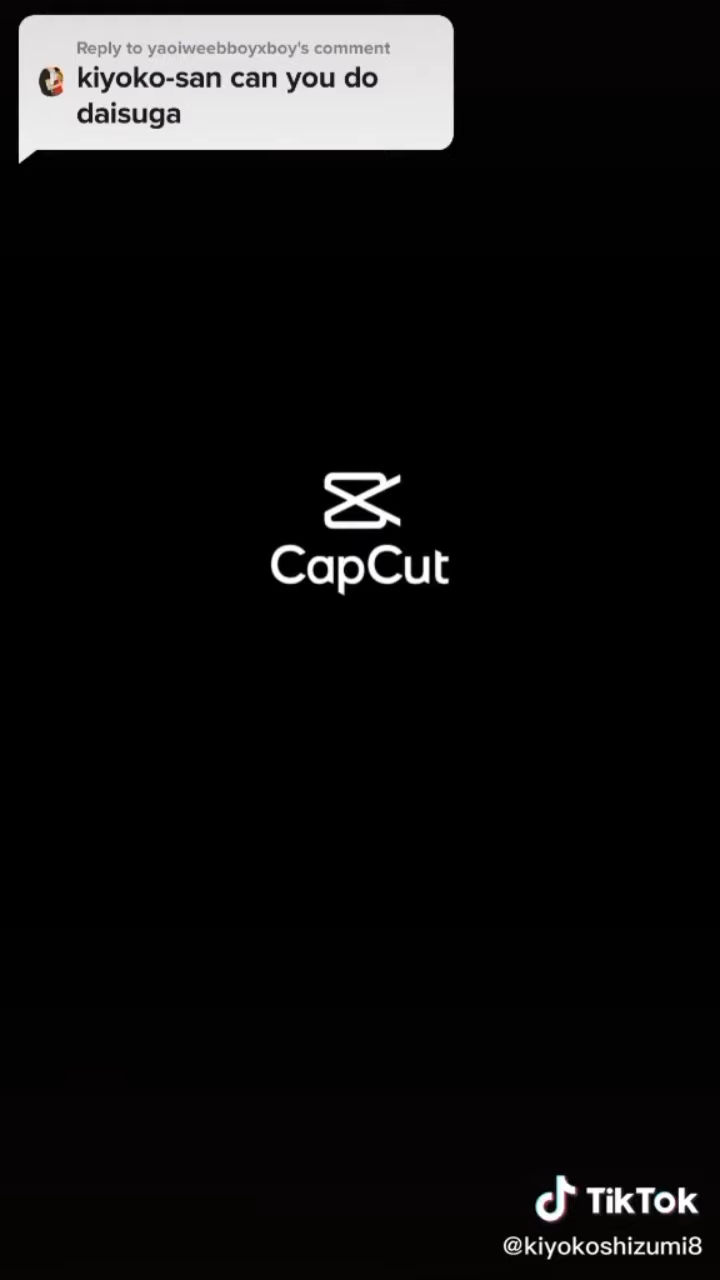 Reply to yaoiweebboyxboy's comment
kiyoko-san can you do
daisuga
CapCut
TikTok
@kiyokoshizumi8